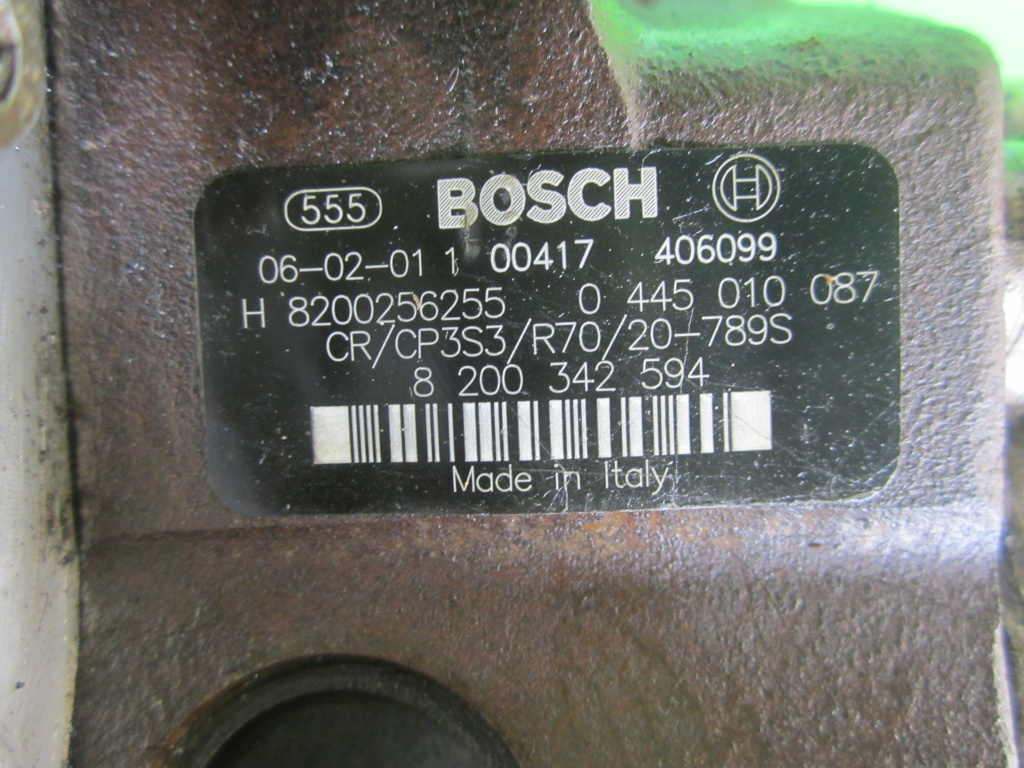 555 BOSCH H
06-02-01 1 00417 406099
H 8200256255 0 445 010 087
CR/CP3S3/R70/20-789S
8 200 342 594
Made in Italy